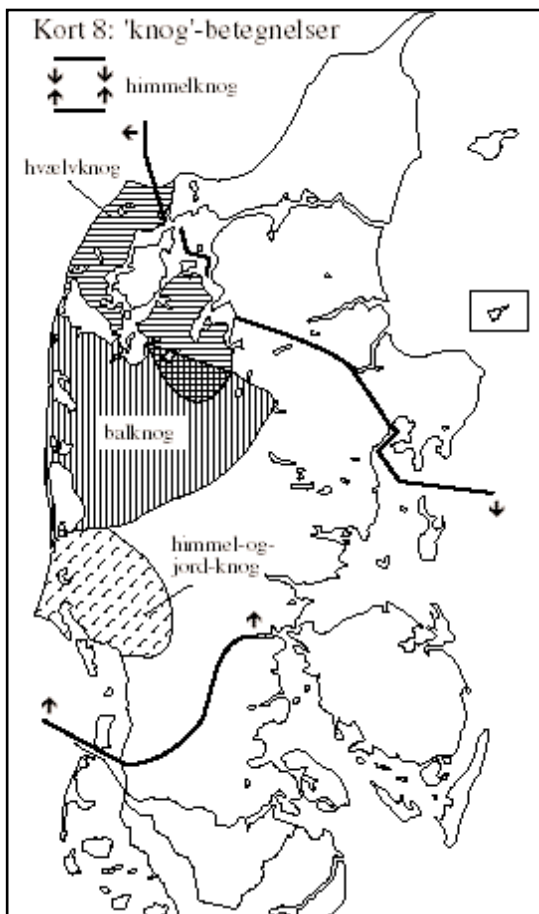 Kort 8: 'knog'-betegnelser
himmelknog
hvælvknog
balknog
himmel-og-
jord-knog